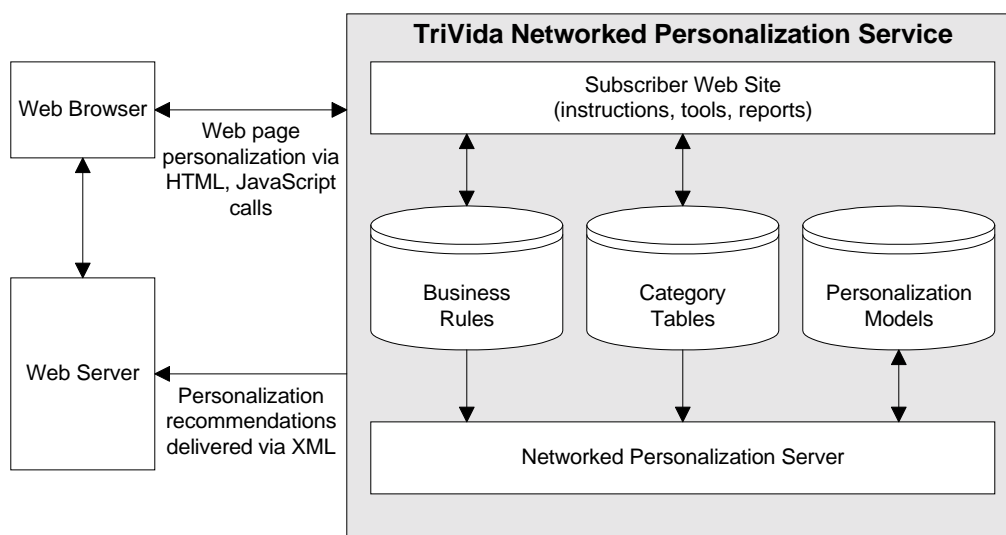 TriVida Networked Personalization Service
Subscriber Web Site
(instructions, tools, reports)
Web Browser
Web page
personalization via
HTML, JavaScript
calls
Business
Rules
Category
Tables
Personalization
Models
Web Server
Personalization
recommendations
delivered via XML
Networked Personalization Server